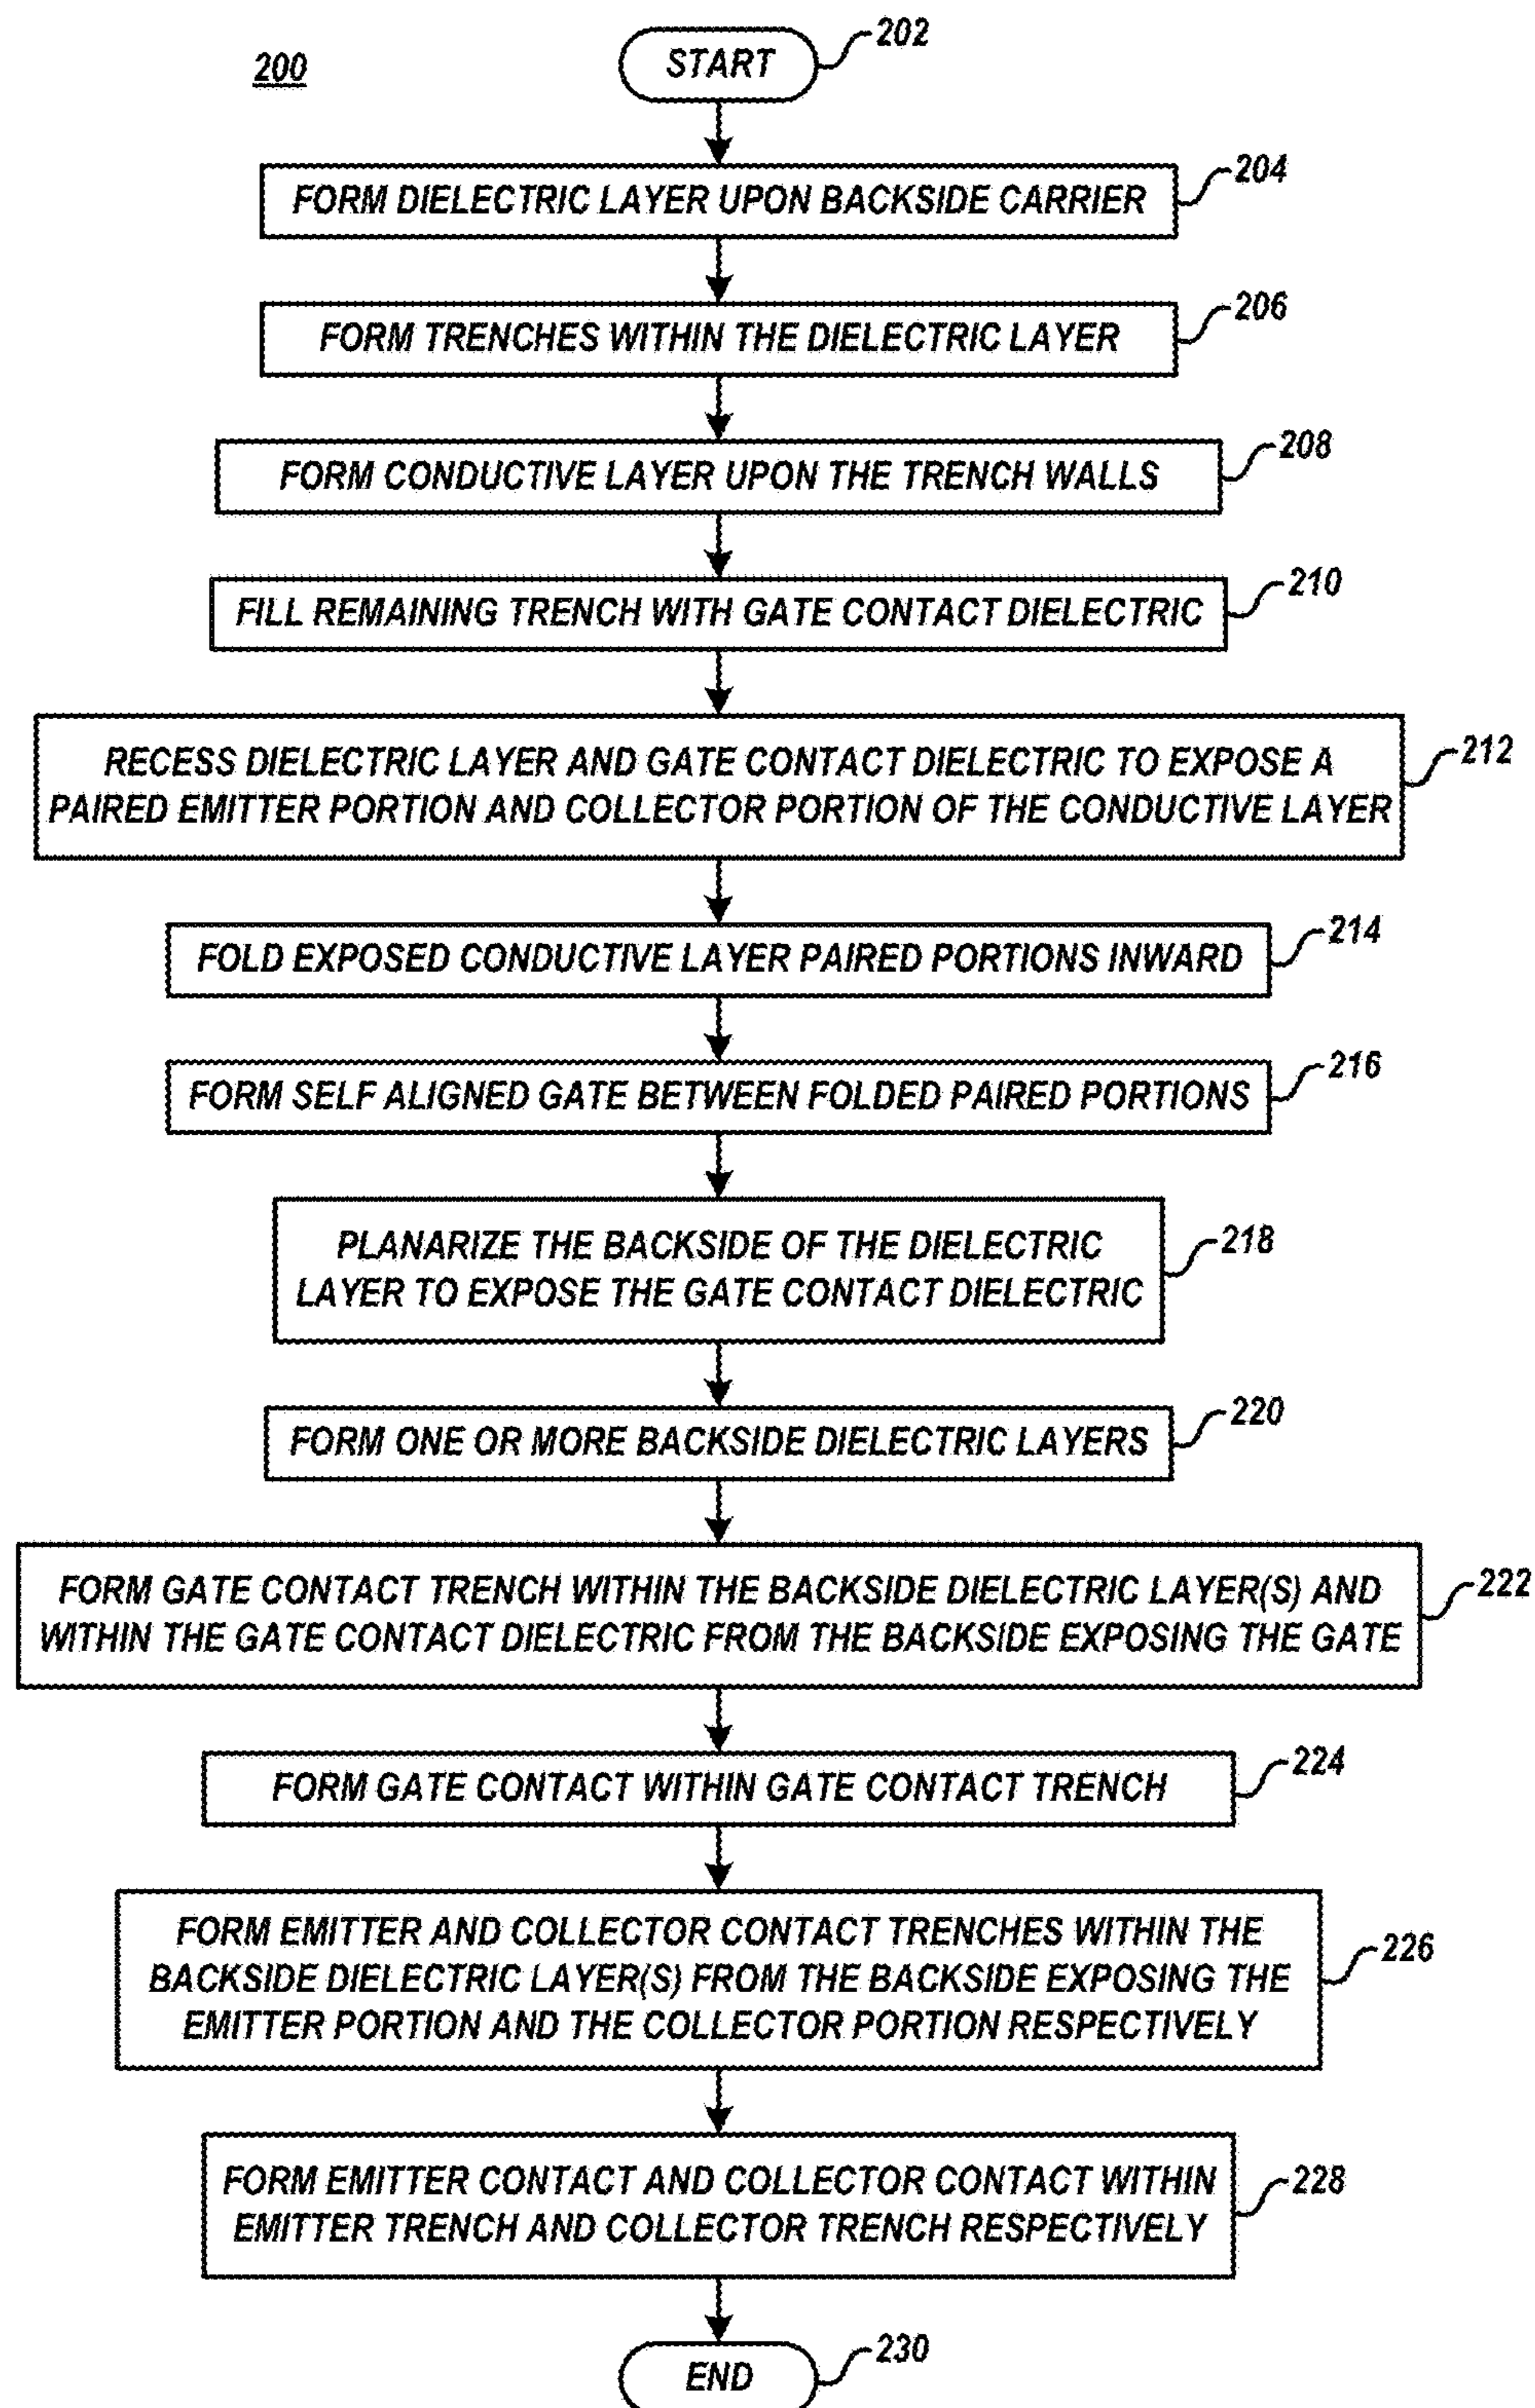 200
START
202
FORM DIELECTRIC LAYER UPON BACKSIDE CARRIER
204
FORM TRENCHES WITHIN THE DIELECTRIC LAYER
206
FORM CONDUCTIVE LAYER UPON THE TRENCH WALLS
208
FILL REMAINING TRENCH WITH GATE CONTACT DIELECTRIC
210
RECESS DIELECTRIC LAYER AND GATE CONTACT DIELECTRIC TO EXPOSE A
PAIRED EMITTER PORTION AND COLLECTOR PORTION OF THE CONDUCTIVE LAYER
212
FOLD EXPOSED CONDUCTIVE LAYER PAIRED PORTIONS INWARD
214
FORM SELF ALIGNED GATE BETWEEN FOLDED PAIRED PORTIONS
216
PLANARIZE THE BACKSIDE OF THE DIELECTRIC
LAYER TO EXPOSE THE GATE CONTACT DIELECTRIC
218
FORM ONE OR MORE BACKSIDE DIELECTRIC LAYERS
220
FORM GATE CONTACT TRENCH WITHIN THE BACKSIDE DIELECTRIC LAYER(S) AND
WITHIN THE GATE CONTACT DIELECTRIC FROM THE BACKSIDE EXPOSING THE GATE
222
FORM GATE CONTACT WITHIN GATE CONTACT TRENCH
224
FORM EMITTER AND COLLECTOR CONTACT TRENCHES WITHIN THE
BACKSIDE DIELECTRIC LAYER(S) FROM THE BACKSIDE EXPOSING THE
EMITTER PORTION AND THE COLLECTOR PORTION RESPECTIVELY
226
FORM EMITTER CONTACT AND COLLECTOR CONTACT WITHIN
EMITTER TRENCH AND COLLECTOR TRENCH RESPECTIVELY
228
END
230